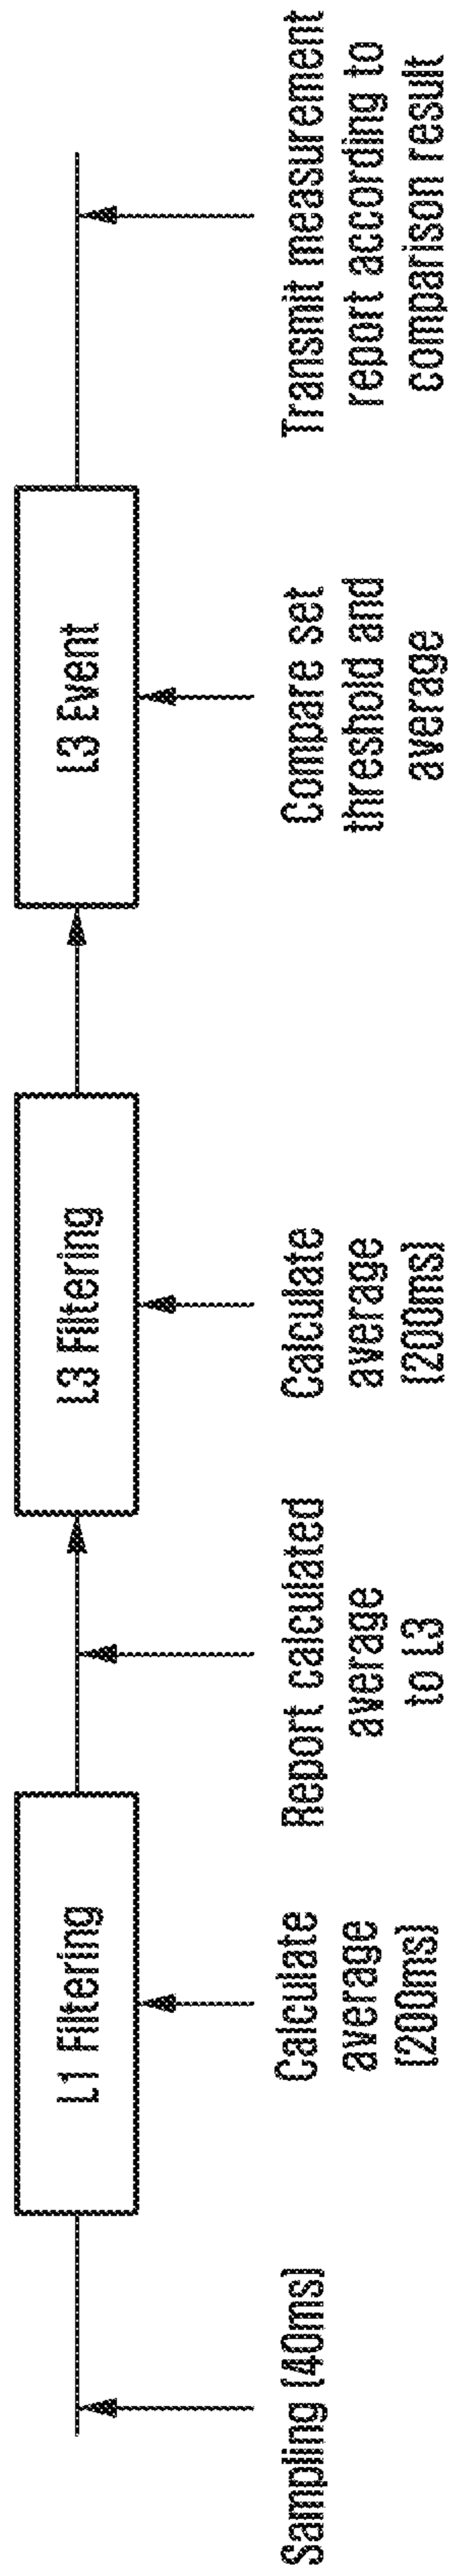 L1 Filtering
L3 Filtering
L3 Event
Sampling (40ms)
Calculate
average
(200ms)
Report calculated
average
to L3
Calculate
average
(200ms)
Compare set
threshold and
average
Transmit measurement
report according to
comparison result